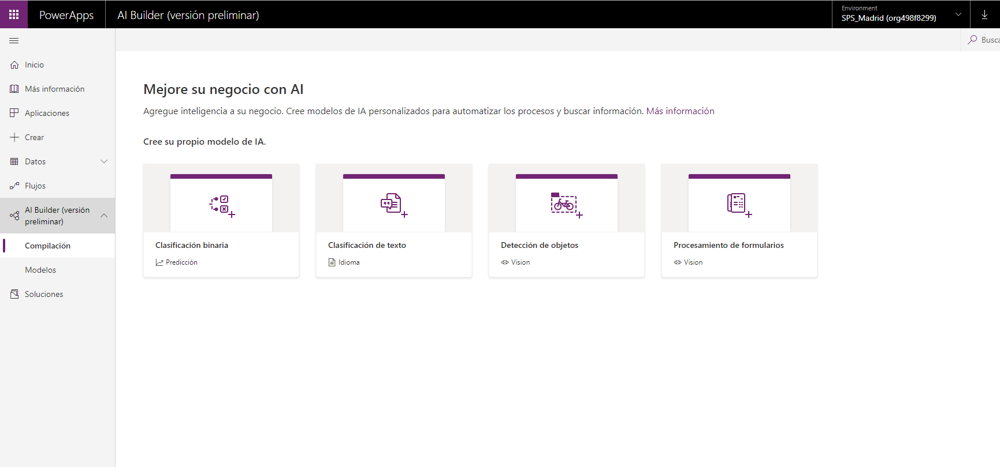 PowerApps
AI Builder (versión preliminar)
Environment
SPS_Madrid (org498f8299)
Busca
Inicio
Más información
Aplicaciones
Crear
Datos
Flujos
AI Builder (versión
preliminar)
Compilación
Modelos
Soluciones
Mejore su negocio con AI
Agregue inteligencia a su negocio. Cree modelos de IA personalizados para automatizar los procesos y buscar información. Más información
Cree su propio modelo de IA.
Clasificación binaria
Predicción
Clasificación de texto
Idioma
Detección de objetos
Vision
Procesamiento de formularios
Vision